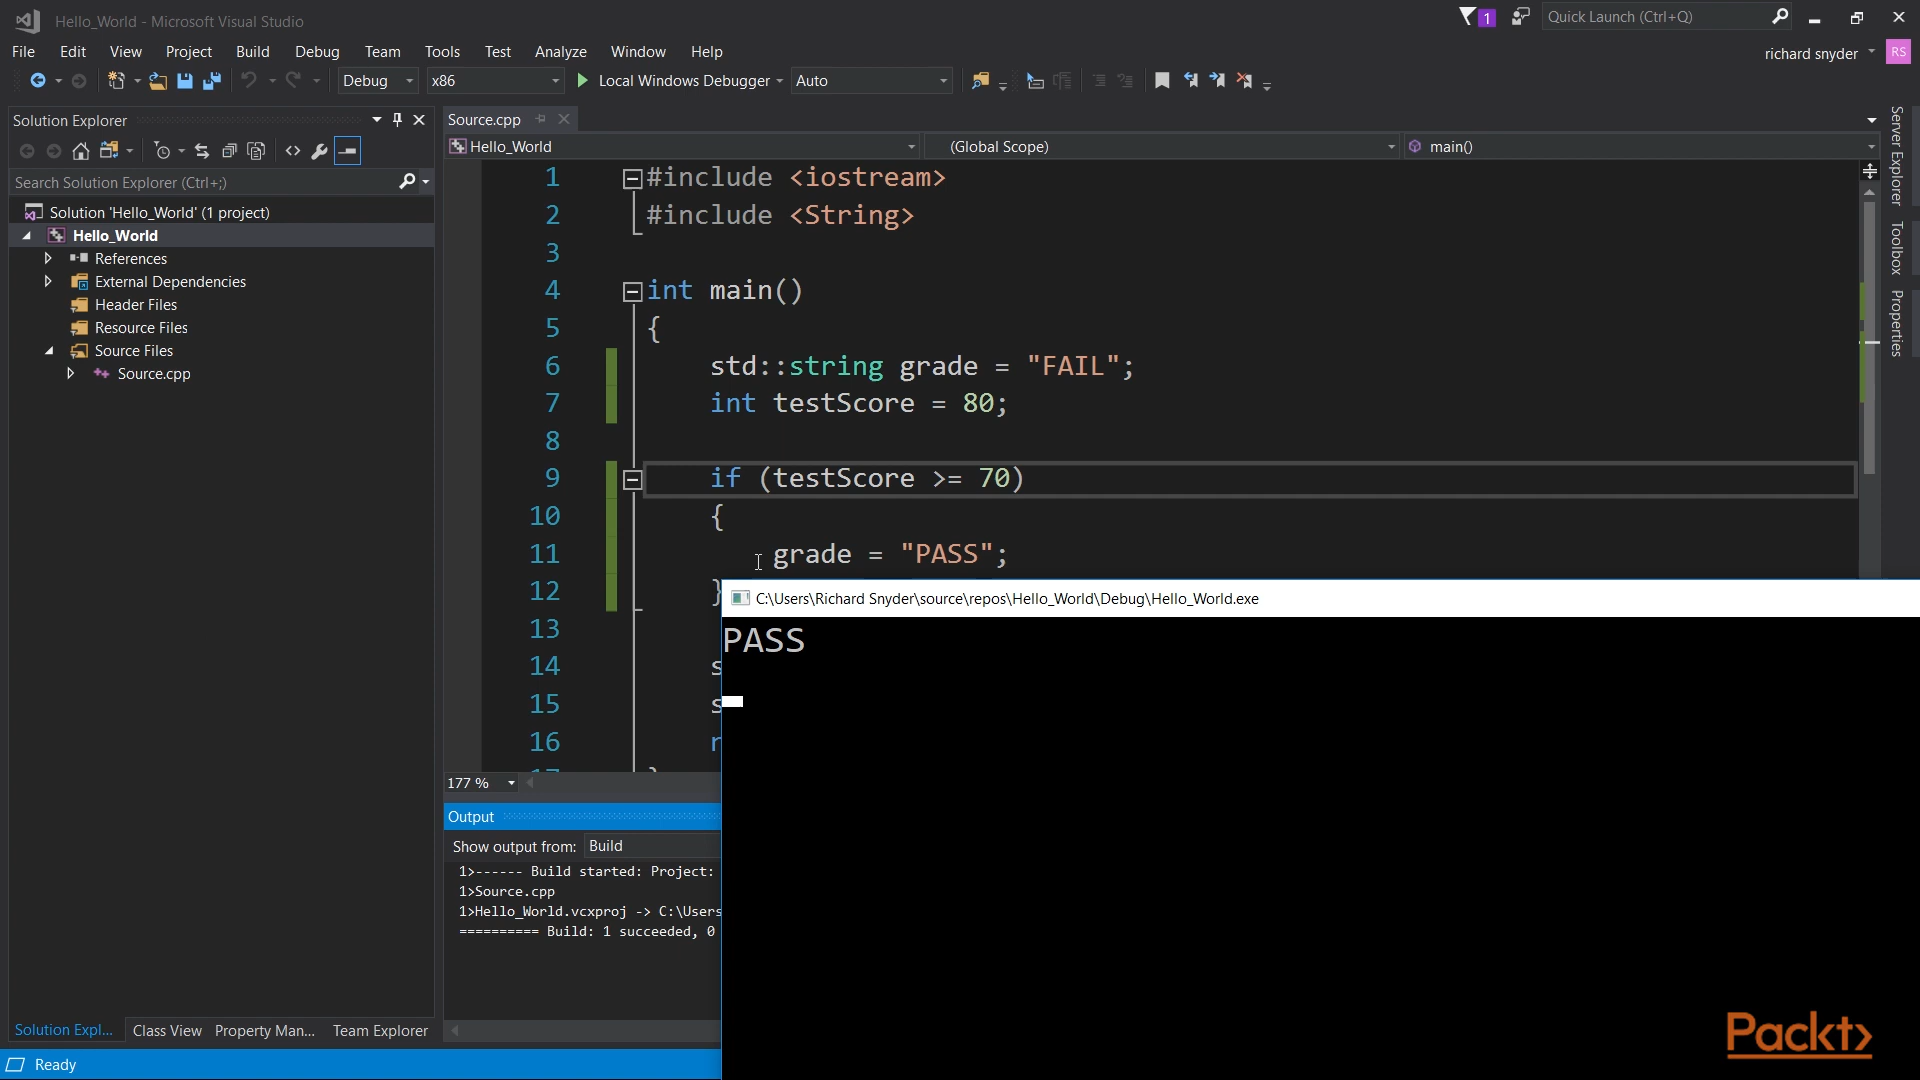 Hello_World - Microsoft Visual Studio
1
Quick Launch (Ctrl+Q)
File Edit View Project Build Debug Team Tools Test Analyze Window Help
richard snyder RS
Debug x86 Local Windows Debugger Auto
Solution Explorer
Search Solution Explorer (Ctrl+;)
Solution 'Hello_World' (1 project)
Hello_World
References
External Dependencies
Header Files
Resource Files
Source Files
Source.cpp
Solution Expl... Class View Property Man... Team Explorer
Source.cpp
Hello_World (Global Scope) main()
1 #include <iostream>
2 #include <String>
3
4 int main()
5 {
6 std::string grade = "FAIL";
7 int testScore = 80;
8
9 if (testScore >= 70)
10 {
11 grade = "PASS";
12 }
13
14 s
15 s
16 r
17 }
177 %
Output
Show output from: Build
1>------ Build started: Project:
1>Source.cpp
1>Hello_World.vcxproj -> C:\Users
========== Build: 1 succeeded, 0
C:\Users\Richard Snyder\source\repos\Hello_World\Debug\Hello_World.exe
PASS
Server Explorer
Toolbox
Properties
Packt>
Ready